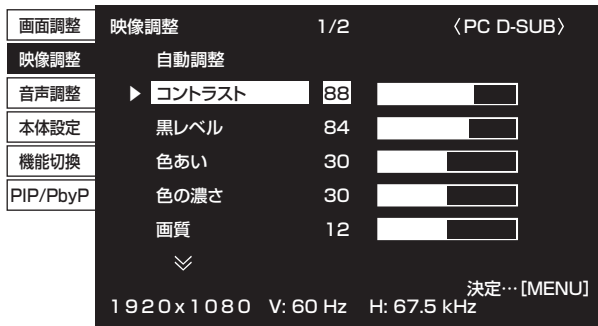 画面調整
映像調整
音声調整
本体設定
機能切換
PIP/PbyP
映像調整 1/2 〈PC D-SUB〉
自動調整
コントラスト 88
黒レベル 84
色あい 30
色の濃さ 30
画質 12
決定…[MENU]
1920x1080 V: 60 Hz H: 67.5 kHz